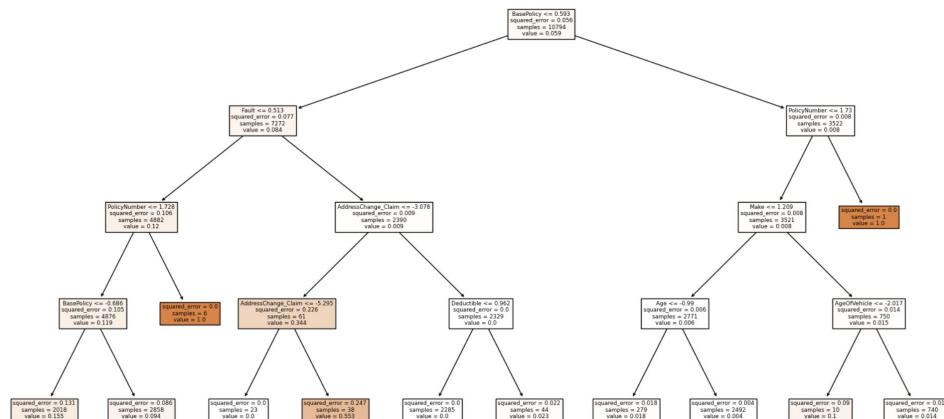 BasePolicy <= 0.593
squared_error = 0.056
samples = 10794
value = 0.059
Fault <= 0.513
squared_error = 0.077
samples = 7272
value = 0.084
PolicyNumber <= 1.73
squared_error = 0.008
samples = 3522
value = 0.008
PolicyNumber <= 1.728
squared_error = 0.106
samples = 4882
value = 0.12
AddressChange_Claim <= -3.078
squared_error = 0.009
samples = 2390
value = 0.009
Make <= 1.209
squared_error = 0.008
samples = 3521
value = 0.008
squared_error = 0.0
samples = 1
value = 1.0
BasePolicy <= -0.686
squared_error = 0.105
samples = 4876
value = 0.119
squared_error = 0.0
samples = 6
value = 1.0
AddressChange_Claim <= -5.295
squared_error = 0.226
samples = 61
value = 0.344
Deductible <= 0.962
squared_error = 0.0
samples = 2329
value = 0.0
Age <= -0.99
squared_error = 0.006
samples = 2771
value = 0.006
AgeOfVehicle <= -2.017
squared_error = 0.014
samples = 750
value = 0.015
squared_error = 0.131
samples = 2018
value = 0.155
squared_error = 0.086
samples = 2858
value = 0.094
squared_error = 0.0
samples = 23
value = 0.0
squared_error = 0.247
samples = 38
value = 0.553
squared_error = 0.0
samples = 2285
value = 0.0
squared_error = 0.022
samples = 44
value = 0.023
squared_error = 0.018
samples = 279
value = 0.018
squared_error = 0.004
samples = 2492
value = 0.004
squared_error = 0.09
samples = 10
value = 0.1
squared_error =
samples = 740
value = 0.014